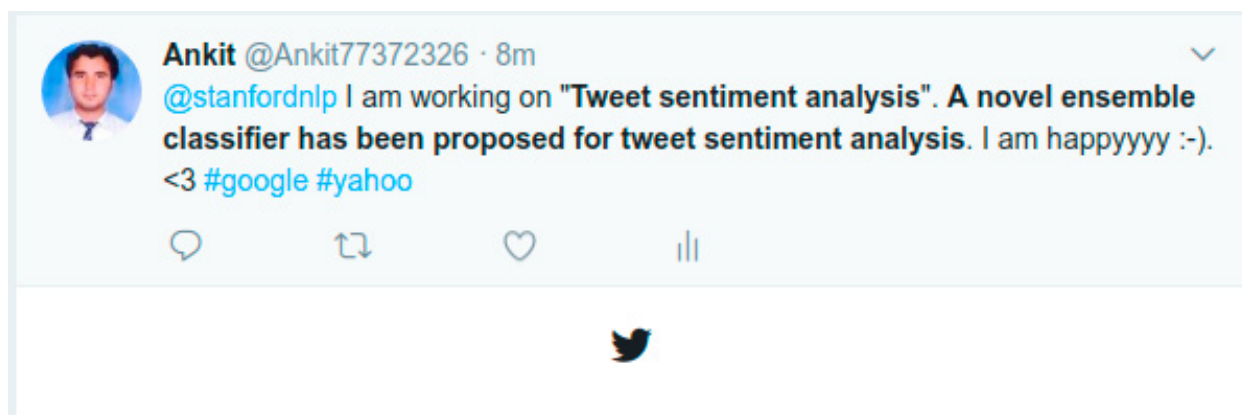 Ankit @Ankit77372326 · 8m
@stanfordnlp I am working on "Tweet sentiment analysis". A novel ensemble
classifier has been proposed for tweet sentiment analysis. I am happyyyy :-).
<3 #google #yahoo